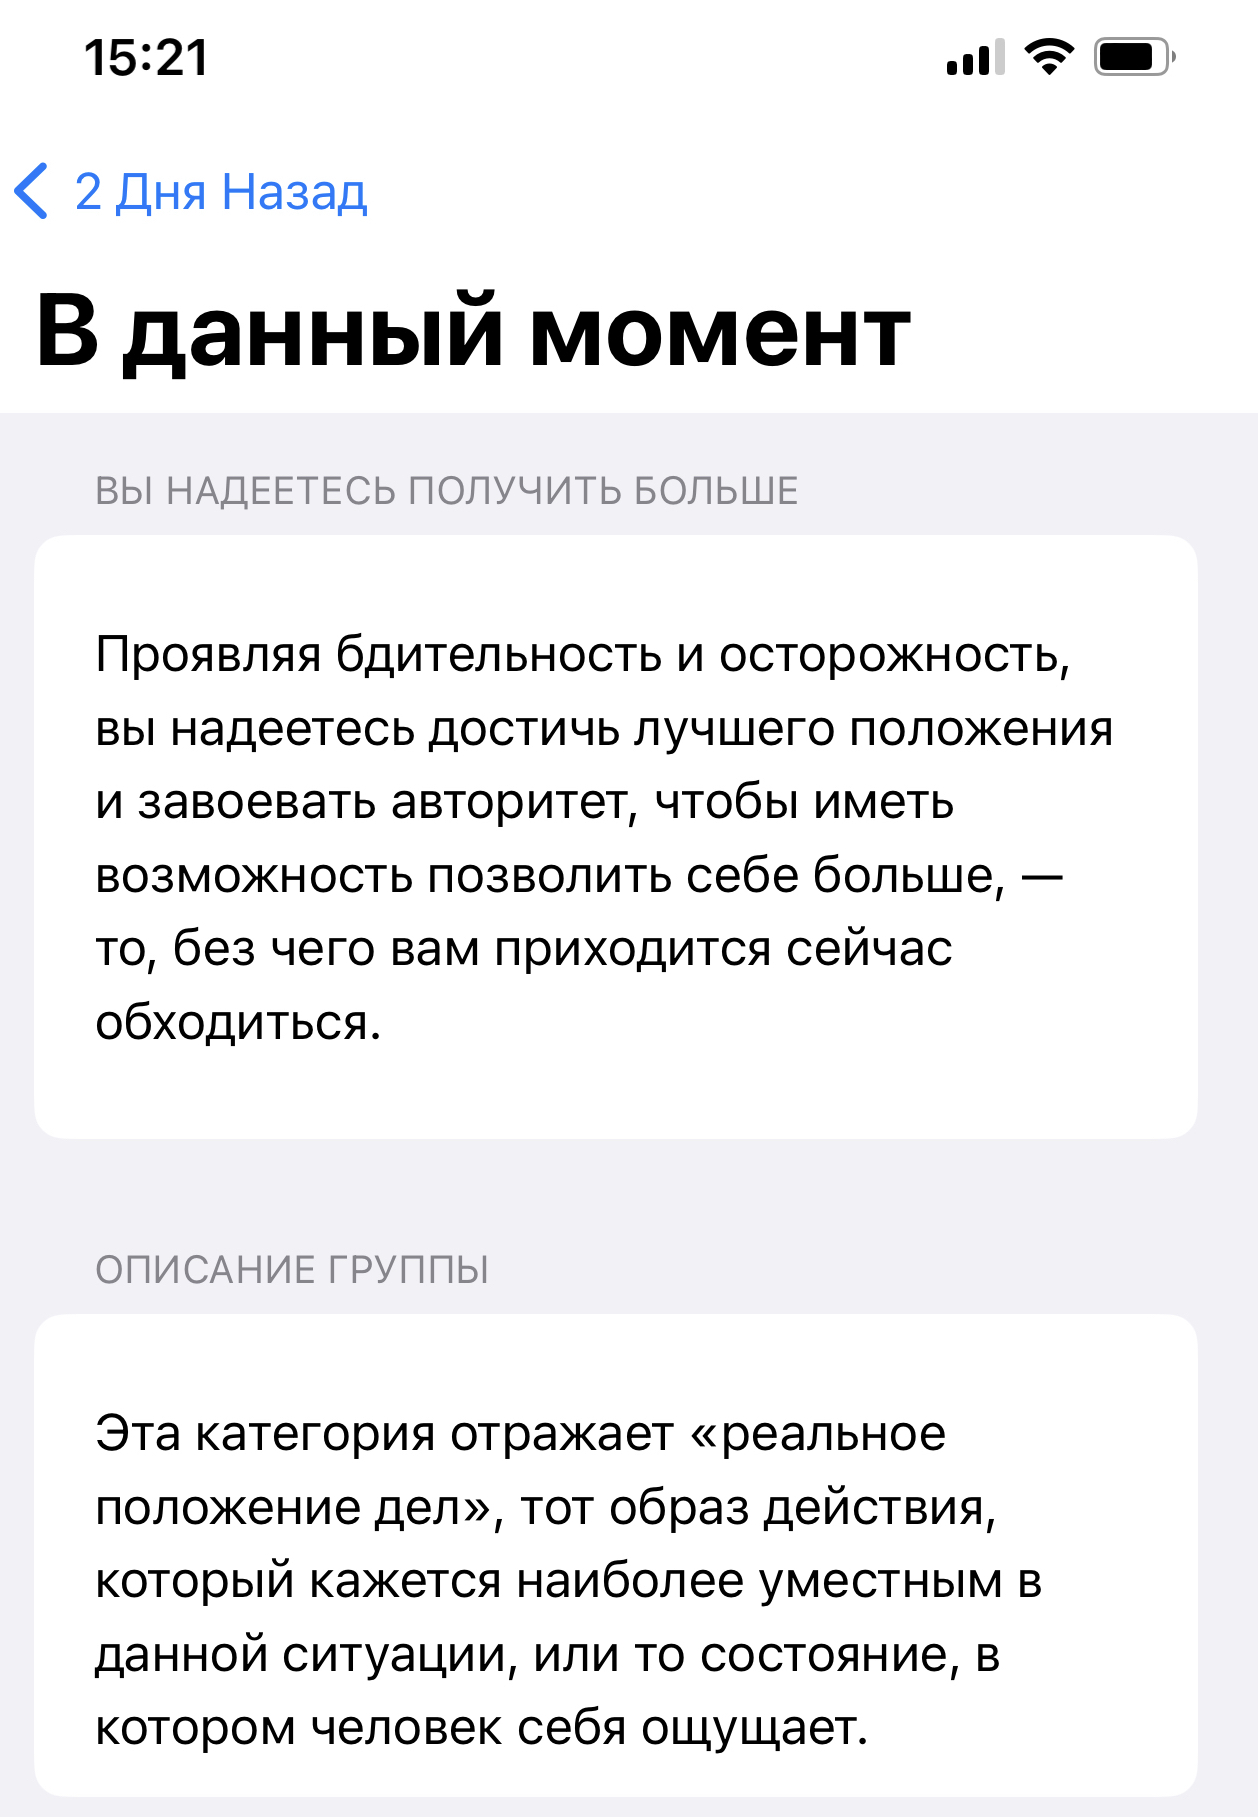 15:21
2 Дня Назад
В данный момент
ВЫ НАДЕЕТЕСЬ ПОЛУЧИТЬ БОЛЬШЕ
Проявляя бдительность и осторожность,
вы надеетесь достичь лучшего положения
и завоевать авторитет, чтобы иметь
возможность позволить себе больше, —
то, без чего вам приходится сейчас
обходиться.
ОПИСАНИЕ ГРУППЫ
Эта категория отражает «реальное
положение дел», тот образ действия,
который кажется наиболее уместным в
данной ситуации, или то состояние, в
котором человек себя ощущает.